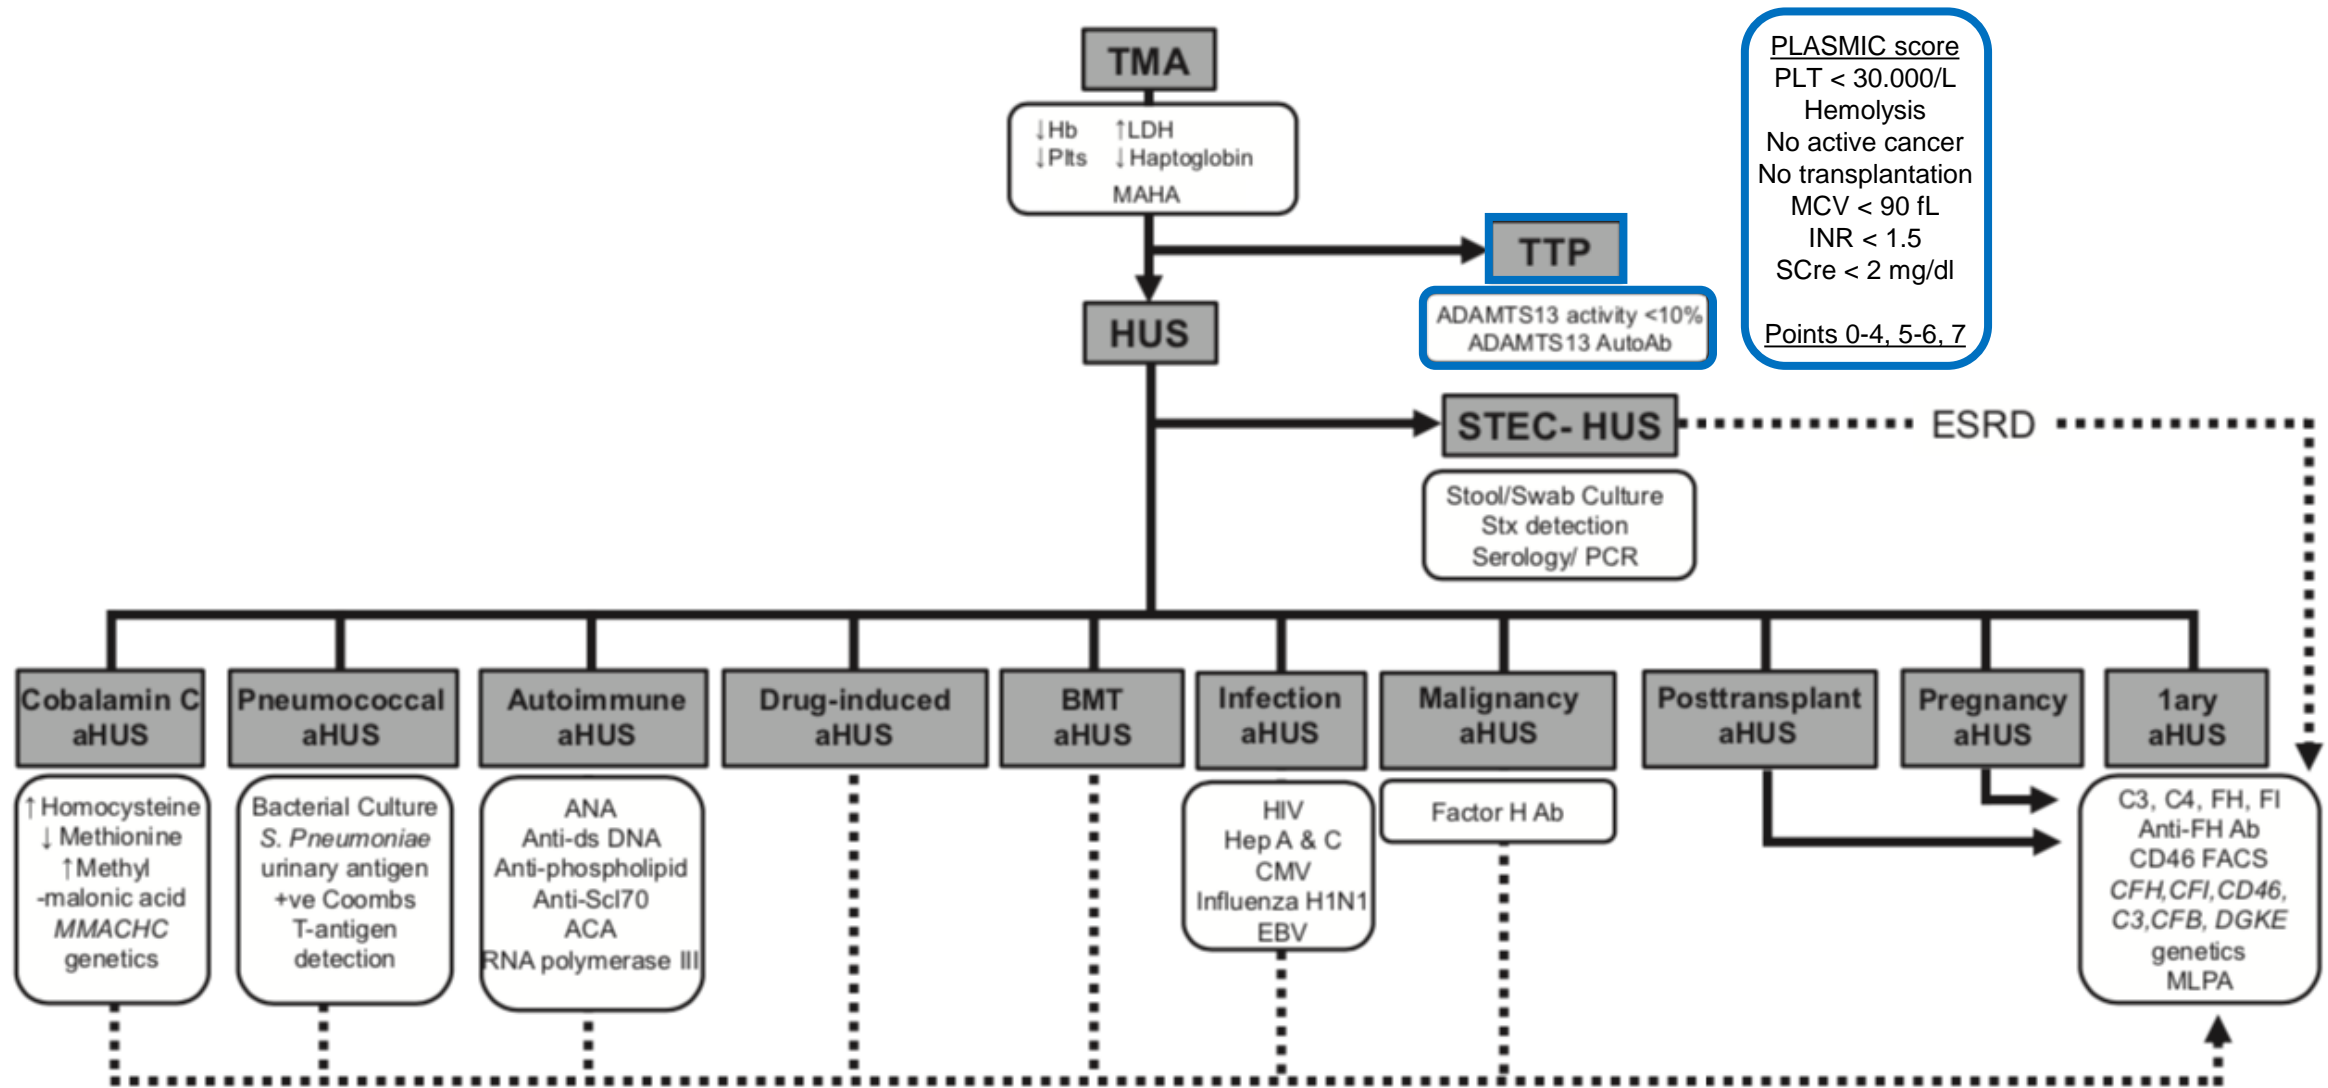 TMA
↓Hb ↑LDH
↓Plts ↓Haptoglobin
MAHA
PLASMIC score
PLT < 30.000/L
Hemolysis
No active cancer
No transplantation
MCV < 90 fL
INR < 1.5
SCre < 2 mg/dl
Points 0-4, 5-6, 7
TTP
ADAMTS13 activity <10%
ADAMTS13 AutoAb
HUS
STEC- HUS
ESRD
Stool/Swab Culture
Stx detection
Serology/ PCR
Cobalamin C
aHUS
↑Homocysteine
↓Methionine
↑Methyl
-malonic acid
MMACHC
genetics
Pneumococcal
aHUS
Bacterial Culture
S. Pneumoniae
urinary antigen
+ve Coombs
T-antigen
detection
Autoimmune
aHUS
ANA
Anti-ds DNA
Anti-phospholipid
Anti-Scl70
ACA
RNA polymerase III
Drug-induced
aHUS
BMT
aHUS
Infection
aHUS
HIV
Hep A & C
CMV
Influenza H1N1
EBV
Malignancy
aHUS
Factor H Ab
Posttransplant
aHUS
Pregnancy
aHUS
1ary
aHUS
C3, C4, FH, FI
Anti-FH Ab
CD46 FACS
CFH,CFI,CD46,
C3,CFB, DGKE
genetics
MLPA